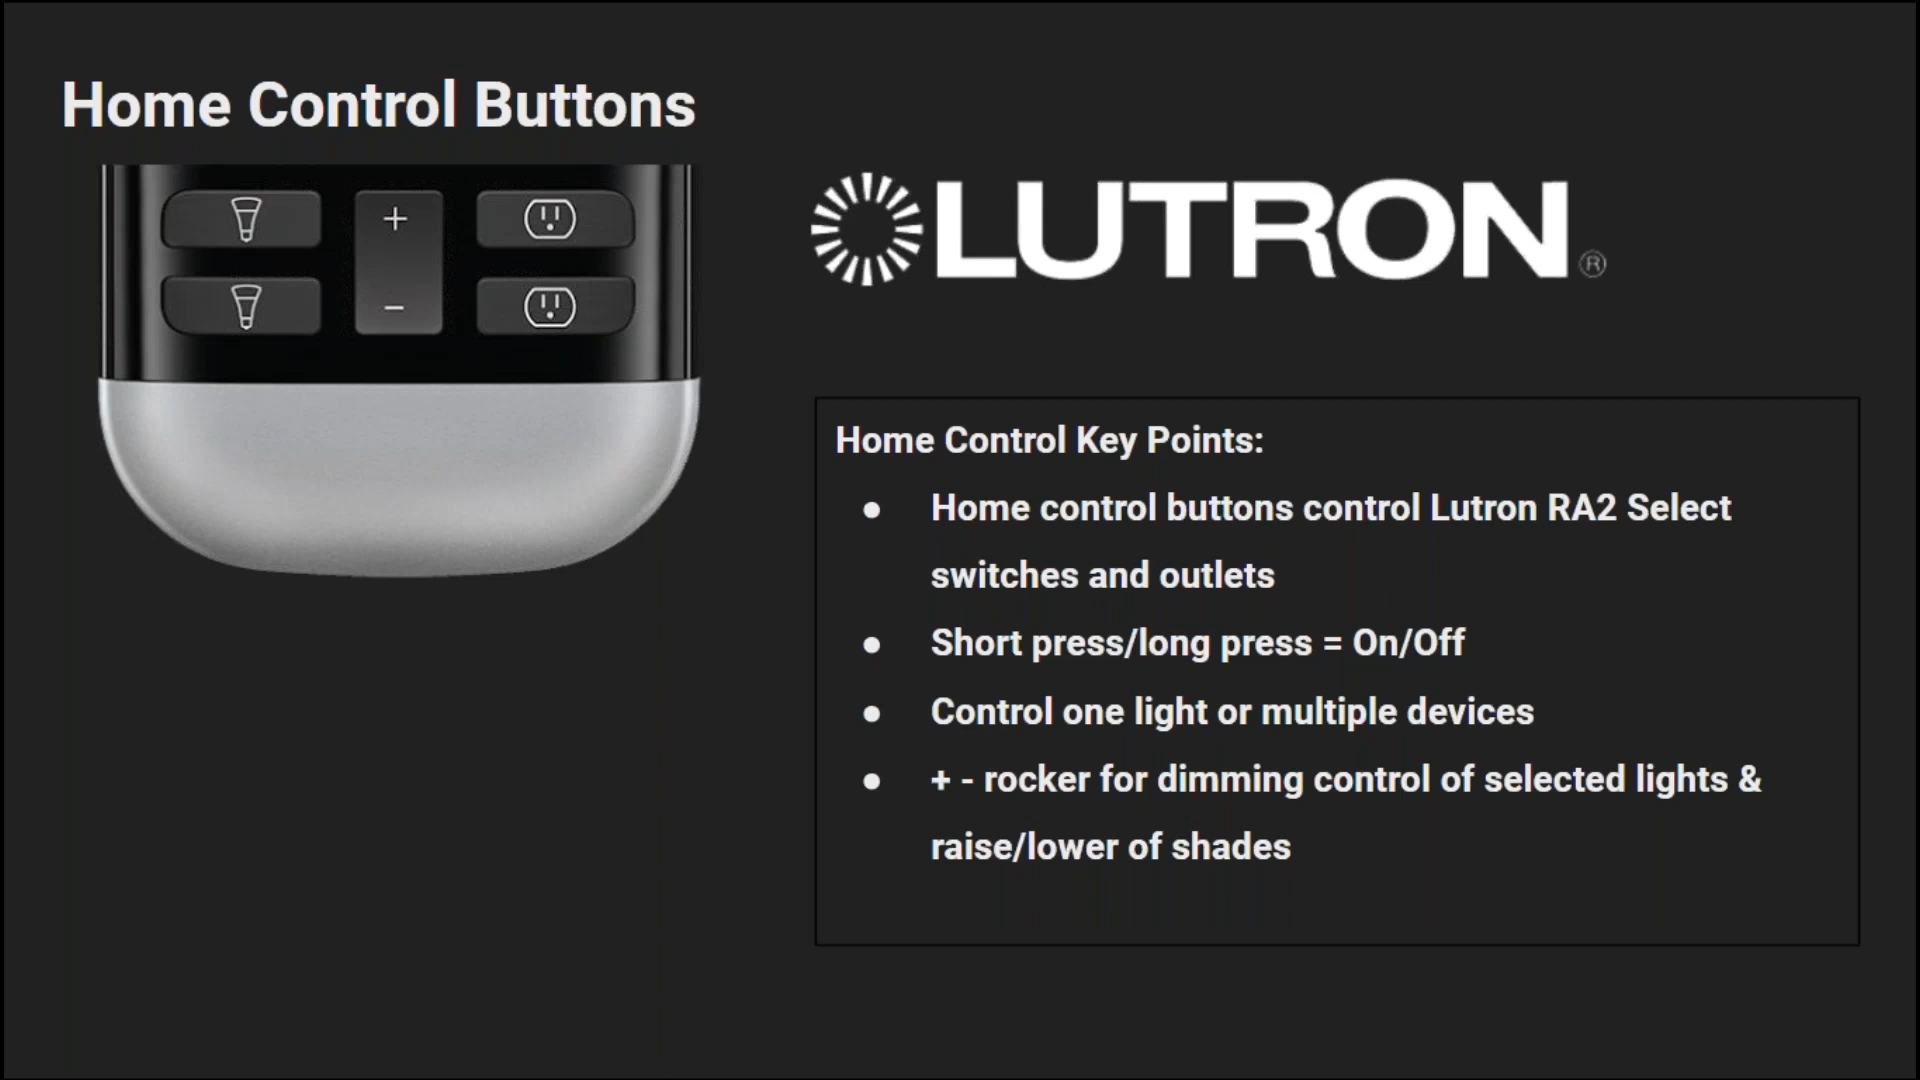 Home Control Buttons
+
-
LUTRON®
Home Control Key Points:
● Home control buttons control Lutron RA2 Select
switches and outlets
● Short press/long press = On/Off
● Control one light or multiple devices
● + - rocker for dimming control of selected lights &
raise/lower of shades